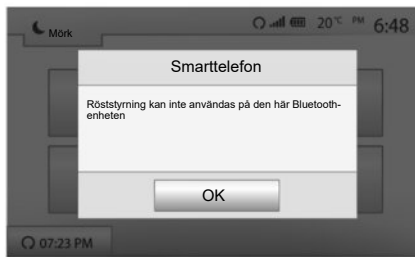 Mörk
20°C PM 6:48
Smarttelefon
Röststyrning kan inte användas på den här Bluetooth-
enheten
OK
07:23 PM